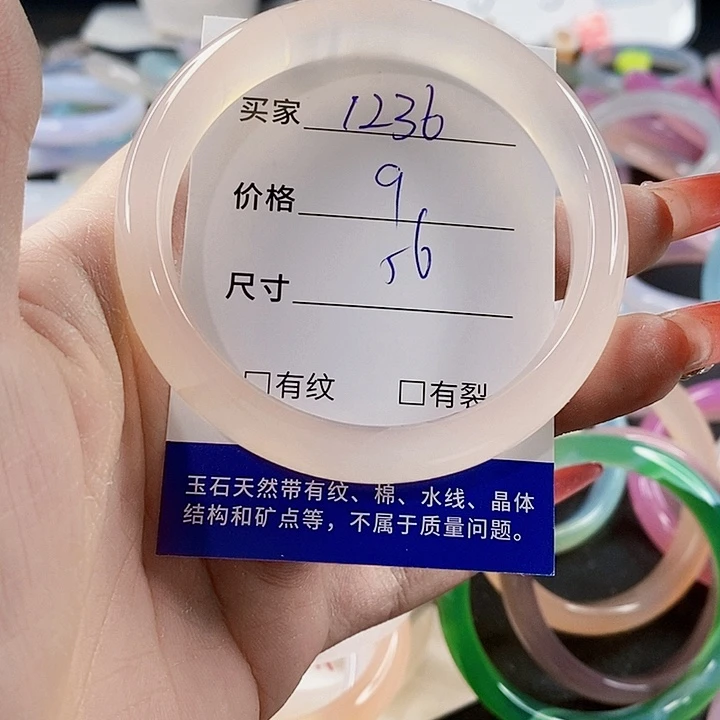 买家 1236
价格 9
尺寸 56
□有纹 □有裂
玉石天然带有纹、棉、水线、晶体
结构和矿点等，不属于质量问题。